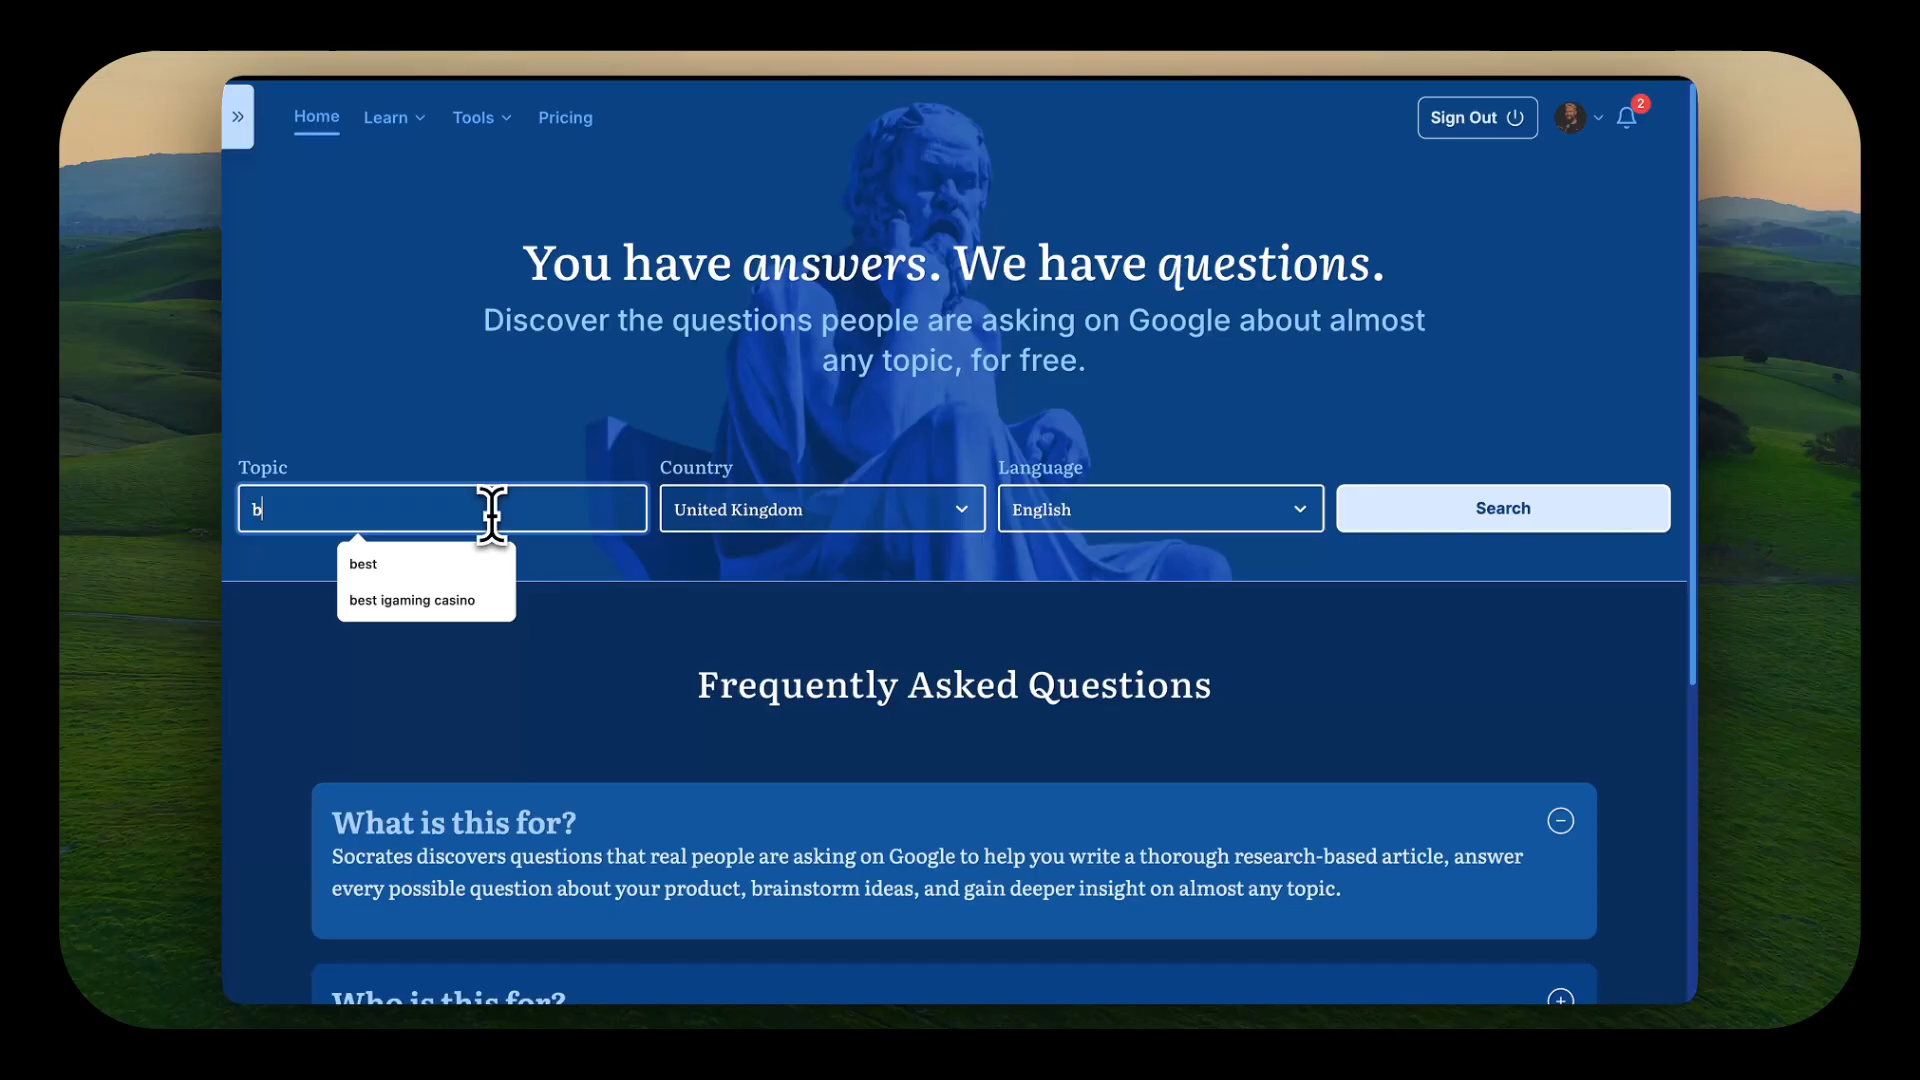 Home Learn Tools Pricing Sign Out 2
You have answers. We have questions.
Discover the questions people are asking on Google about almost
any topic, for free.
Topic Country Language
b United Kingdom English Search
best
best igaming casino
Frequently Asked Questions
What is this for?
Socrates discovers questions that real people are asking on Google to help you write a thorough research-based article, answer
every possible question about your product, brainstorm ideas, and gain deeper insight on almost any topic.
Who is this for?